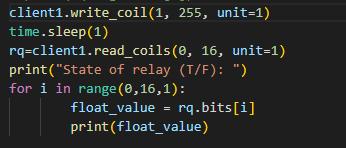 client1.write_coil(1, 255, unit=1)
time.sleep(1)
rq=client1.read_coils(0, 16, unit=1)
print("State of relay (T/F): ")
for i in range(0,16,1):
        float_value = rq.bits[i]
        print(float_value)